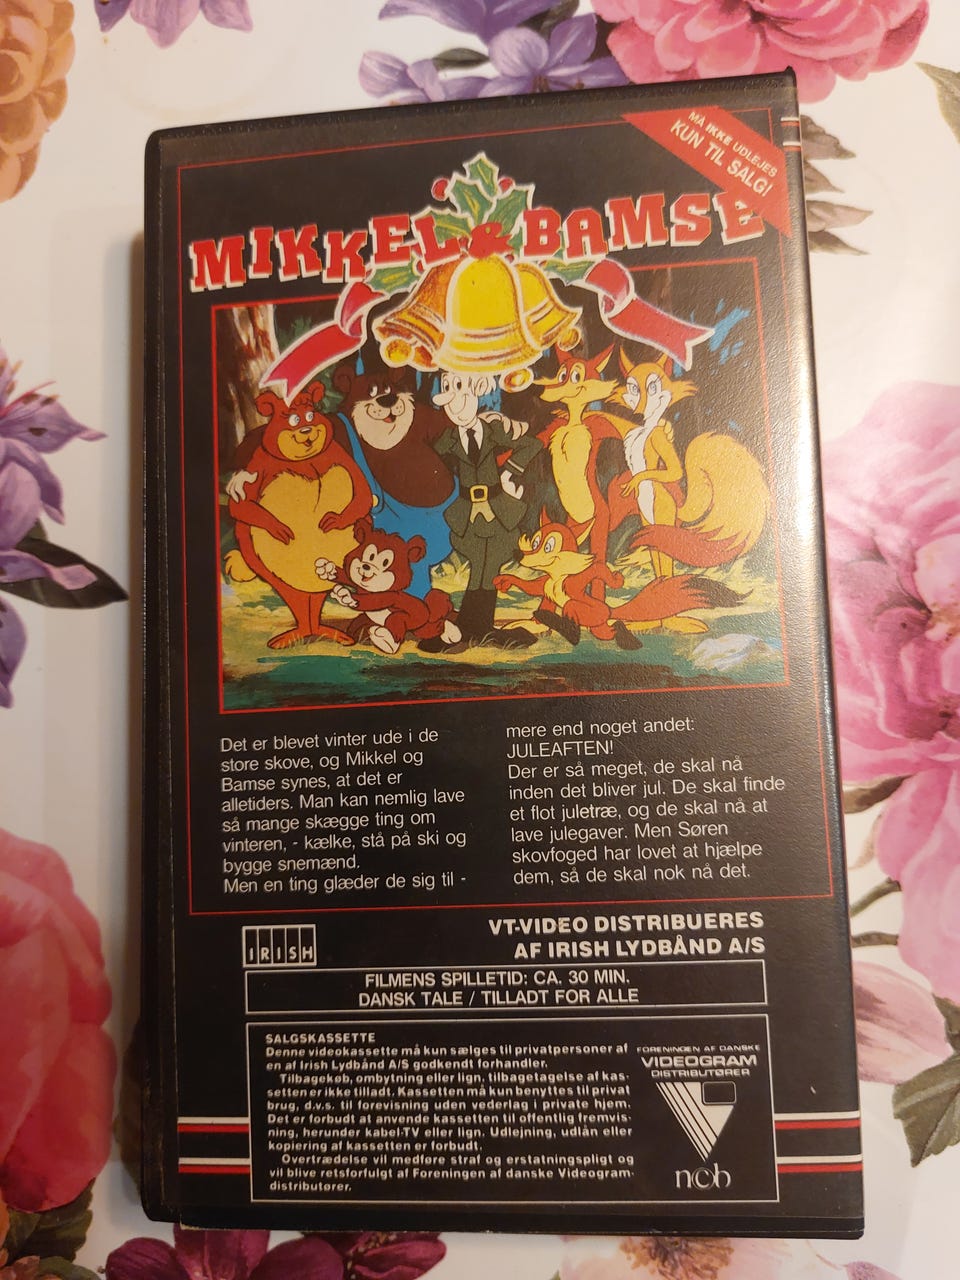 MÅ IKKE UDLEJES
KUN TIL SALG!
MIKKEL & BAMSE
Det er blevet vinter ude i de
store skove, og Mikkel og
Bamse synes, at det er
alletiders. Man kan nemlig lave
så mange skægge ting om
vinteren, - kælke, stå på ski og
bygge snemænd.
Men en ting glæder de sig til -
mere end noget andet:
JULEAFTEN!
Der er så meget, de skal nå
inden det bliver jul. De skal finde
et flot juletræ, og de skal nå at
lave julegaver. Men Søren
skovfoged har lovet at hjælpe
dem, så de skal nok nå det.
IRISH
VT-VIDEO DISTRIBUERES
AF IRISH LYDBÅND A/S
FILMENS SPILLETID: CA. 30 MIN.
DANSK TALE / TILLADT FOR ALLE
SALGSKASSETTE
Denne videokassette må kun sælges til privatpersoner af
en af Irish Lydbånd A/S godkendt forhandler.
Tilbagekøb, ombytning eller lign. tilbagetagelse af kas-
setten er ikke tilladt. Kassetten må kun benyttes til privat
brug, d.v.s. til forevisning uden vederlag i private hjem.
Det er forbudt at anvende kassetten til offentlig fremvis-
ning, herunder kabel-TV eller lign. Udlejning, udlån eller
kopiering af kassetten er forbudt.
Overtrædelse vil medføre straf og erstatningspligt og
vil blive retsforfulgt af Foreningen af danske Videogram-
distributører.
FORENINGEN AF DANSKE
VIDEOGRAM
DISTRIBUTØRER
ncb